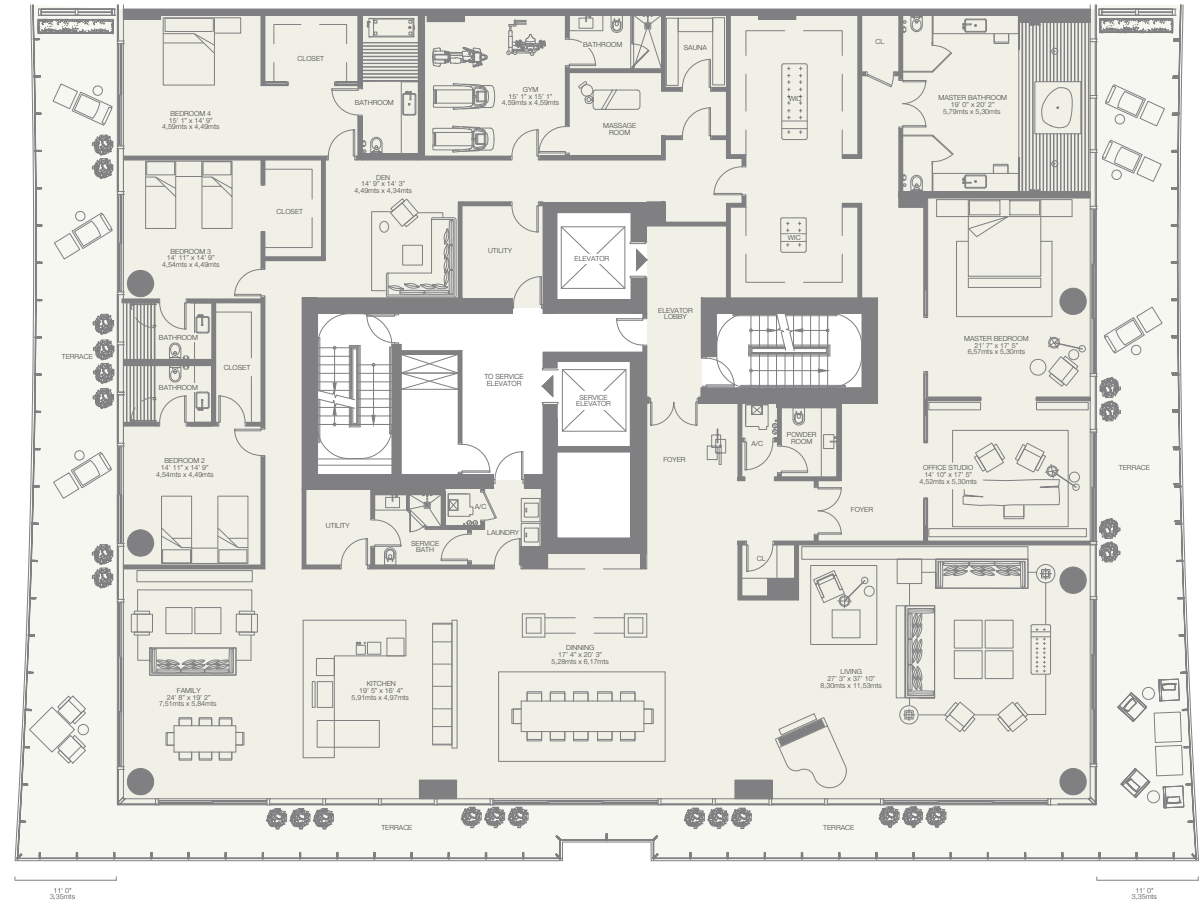 CLOSET
BEDROOM 4
15' 1" x 14' 9"
4,59mts x 4,49mts
BATHROOM
GYM
15' 1" x 15' 1"
4,59mts x 4,59mts
BATHROOM
MASSAGE
ROOM
SAUNA
WIC
CL
MASTER BATHROOM
19' 0" x 20' 2"
5,79mts x 5,30mts
DEN
14' 9" x 14' 3"
4,49mts x 4,34mts
CLOSET
BEDROOM 3
14' 11" x 14' 9"
4,54mts x 4,49mts
UTILITY
ELEVATOR
WIC
ELEVATOR
LOBBY
MASTER BEDROOM
21' 7" x 17' 5"
6,57mts x 5,30mts
TERRACE
BATHROOM
CLOSET
BATHROOM
TO SERVICE
ELEVATOR
SERVICE
ELEVATOR
BEDROOM 2
14' 11" x 14' 9"
4,54mts x 4,49mts
FOYER
A/C
POWDER
ROOM
OFFICE STUDIO
14' 10" x 17' 5"
4,52mts x 5,30mts
TERRACE
FOYER
UTILITY
SERVICE
BATH
A/C
LAUNDRY
CL
DINNING
17' 4" x 20' 3"
5,28mts x 6,17mts
LIVING
27' 3" x 37' 10"
8,30mts x 11,53mts
KITCHEN
19' 5" x 16' 4"
5,91mts x 4,97mts
FAMILY
24' 8" x 19' 2"
7,51mts x 5,84mts
TERRACE
TERRACE
11' 0"
3,35mts
11' 0"
3,35mts